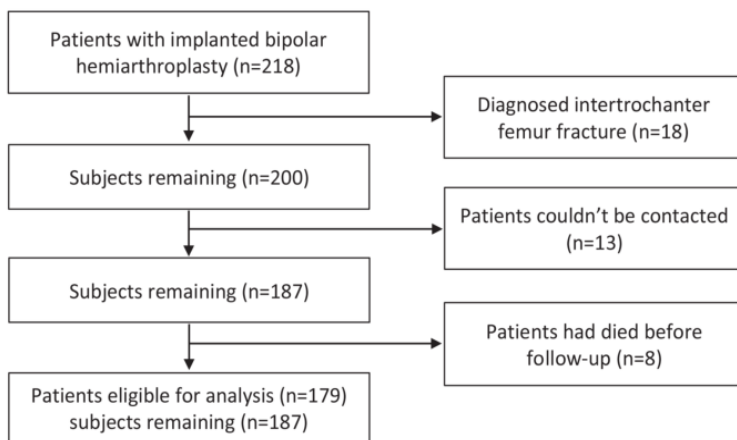 Patients with implanted bipolar
hemiarthroplasty (n=218)
Diagnosed intertrochanter
femur fracture (n=18)
Subjects remaining (n=200)
Patients couldn't be contacted
(n=13)
Subjects remaining (n=187)
Patients had died before
follow-up (n=8)
Patients eligible for analysis (n=179)
subjects remaining (n=187)